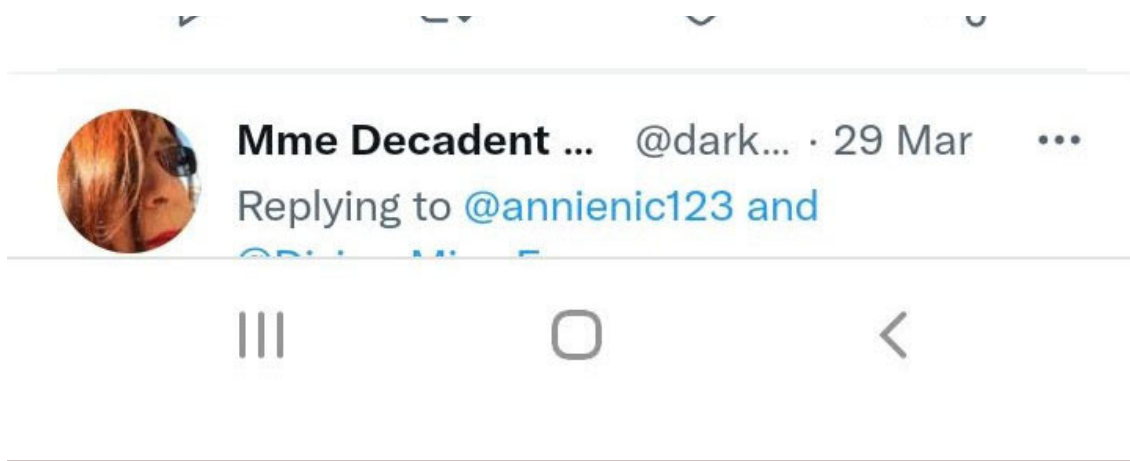 Mme Decadent ... @dark... · 29 Mar
Replying to @annienic123 and